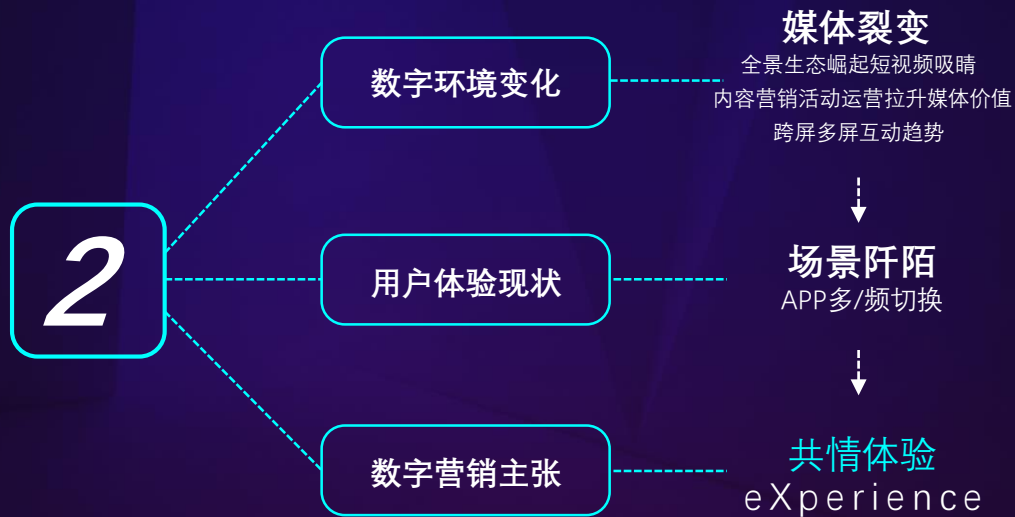 2
数字环境变化
媒体裂变
全景生态崛起短视频吸睛
内容营销活动运营拉升媒体价值
跨屏多屏互动趋势
用户体验现状
场景阡陌
APP多/频切换
数字营销主张
共情体验
eXperience